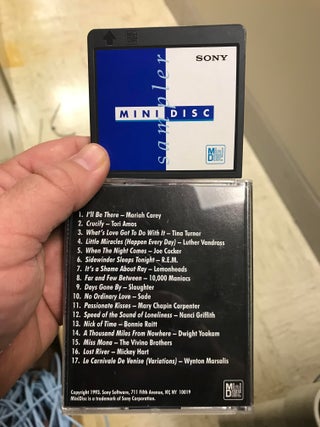 SONY
MINI DISC
sampler
Mini
Disc
1. I'll Be There – Mariah Carey
2. Crucify – Tori Amos
3. What's Love Got To Do With It – Tina Turner
4. Little Miracles (Happen Every Day) – Luther Vandross
5. When The Night Comes – Joe Cocker
6. Sidewinder Sleeps Tonight – R.E.M.
7. It's a Shame About Ray – Lemonheads
8. Far and Few Between – 10,000 Maniacs
9. Days Gone By – Slaughter
10. No Ordinary Love – Sade
11. Passionate Kisses – Mary Chapin Carpenter
12. Speed of the Sound of Loneliness – Nanci Griffith
13. Nick of Time – Bonnie Raitt
14. A Thousand Miles From Nowhere – Dwight Yoakam
15. Miss Mona – The Vivino Brothers
16. Lost River – Mickey Hart
17. Le Carnivale De Venise (Variations) – Wynton Marsalis
Copyright 1993, Sony Software, 711 Fifth Avenue, NY, NY 10019
MiniDisc is a trademark of Sony Corporation.
Mini
Disc